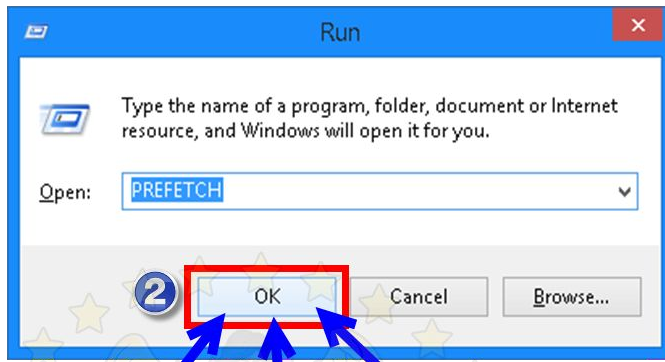 Run
Type the name of a program, folder, document or Internet
resource, and Windows will open it for you.
Open: PREFETCH
2 OK Cancel Browse...